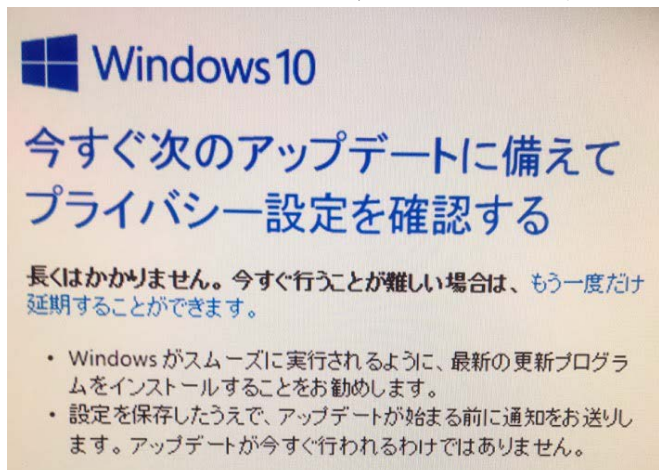 Windows 10
今すぐ次のアップデートに備えて
プライバシー設定を確認する
長くはかかりません。今すぐ行うことが難しい場合は、もう一度だけ
延期することができます。
• Windows がスムーズに実行されるように、最新の更新プログラ
ムをインストールすることをお勧めします。
• 設定を保存したうえで、アップデートが始まる前に通知をお送りし
ます。アップデートが今すぐ行われるわけではありません。